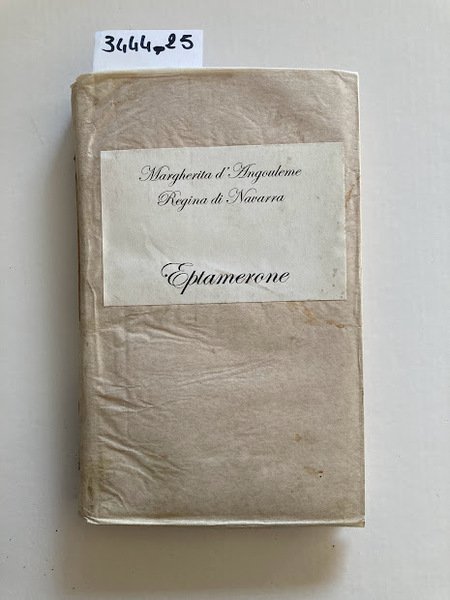 3444.25
Margherita d'Angouleme
Regina di Navarra
Eptamerone